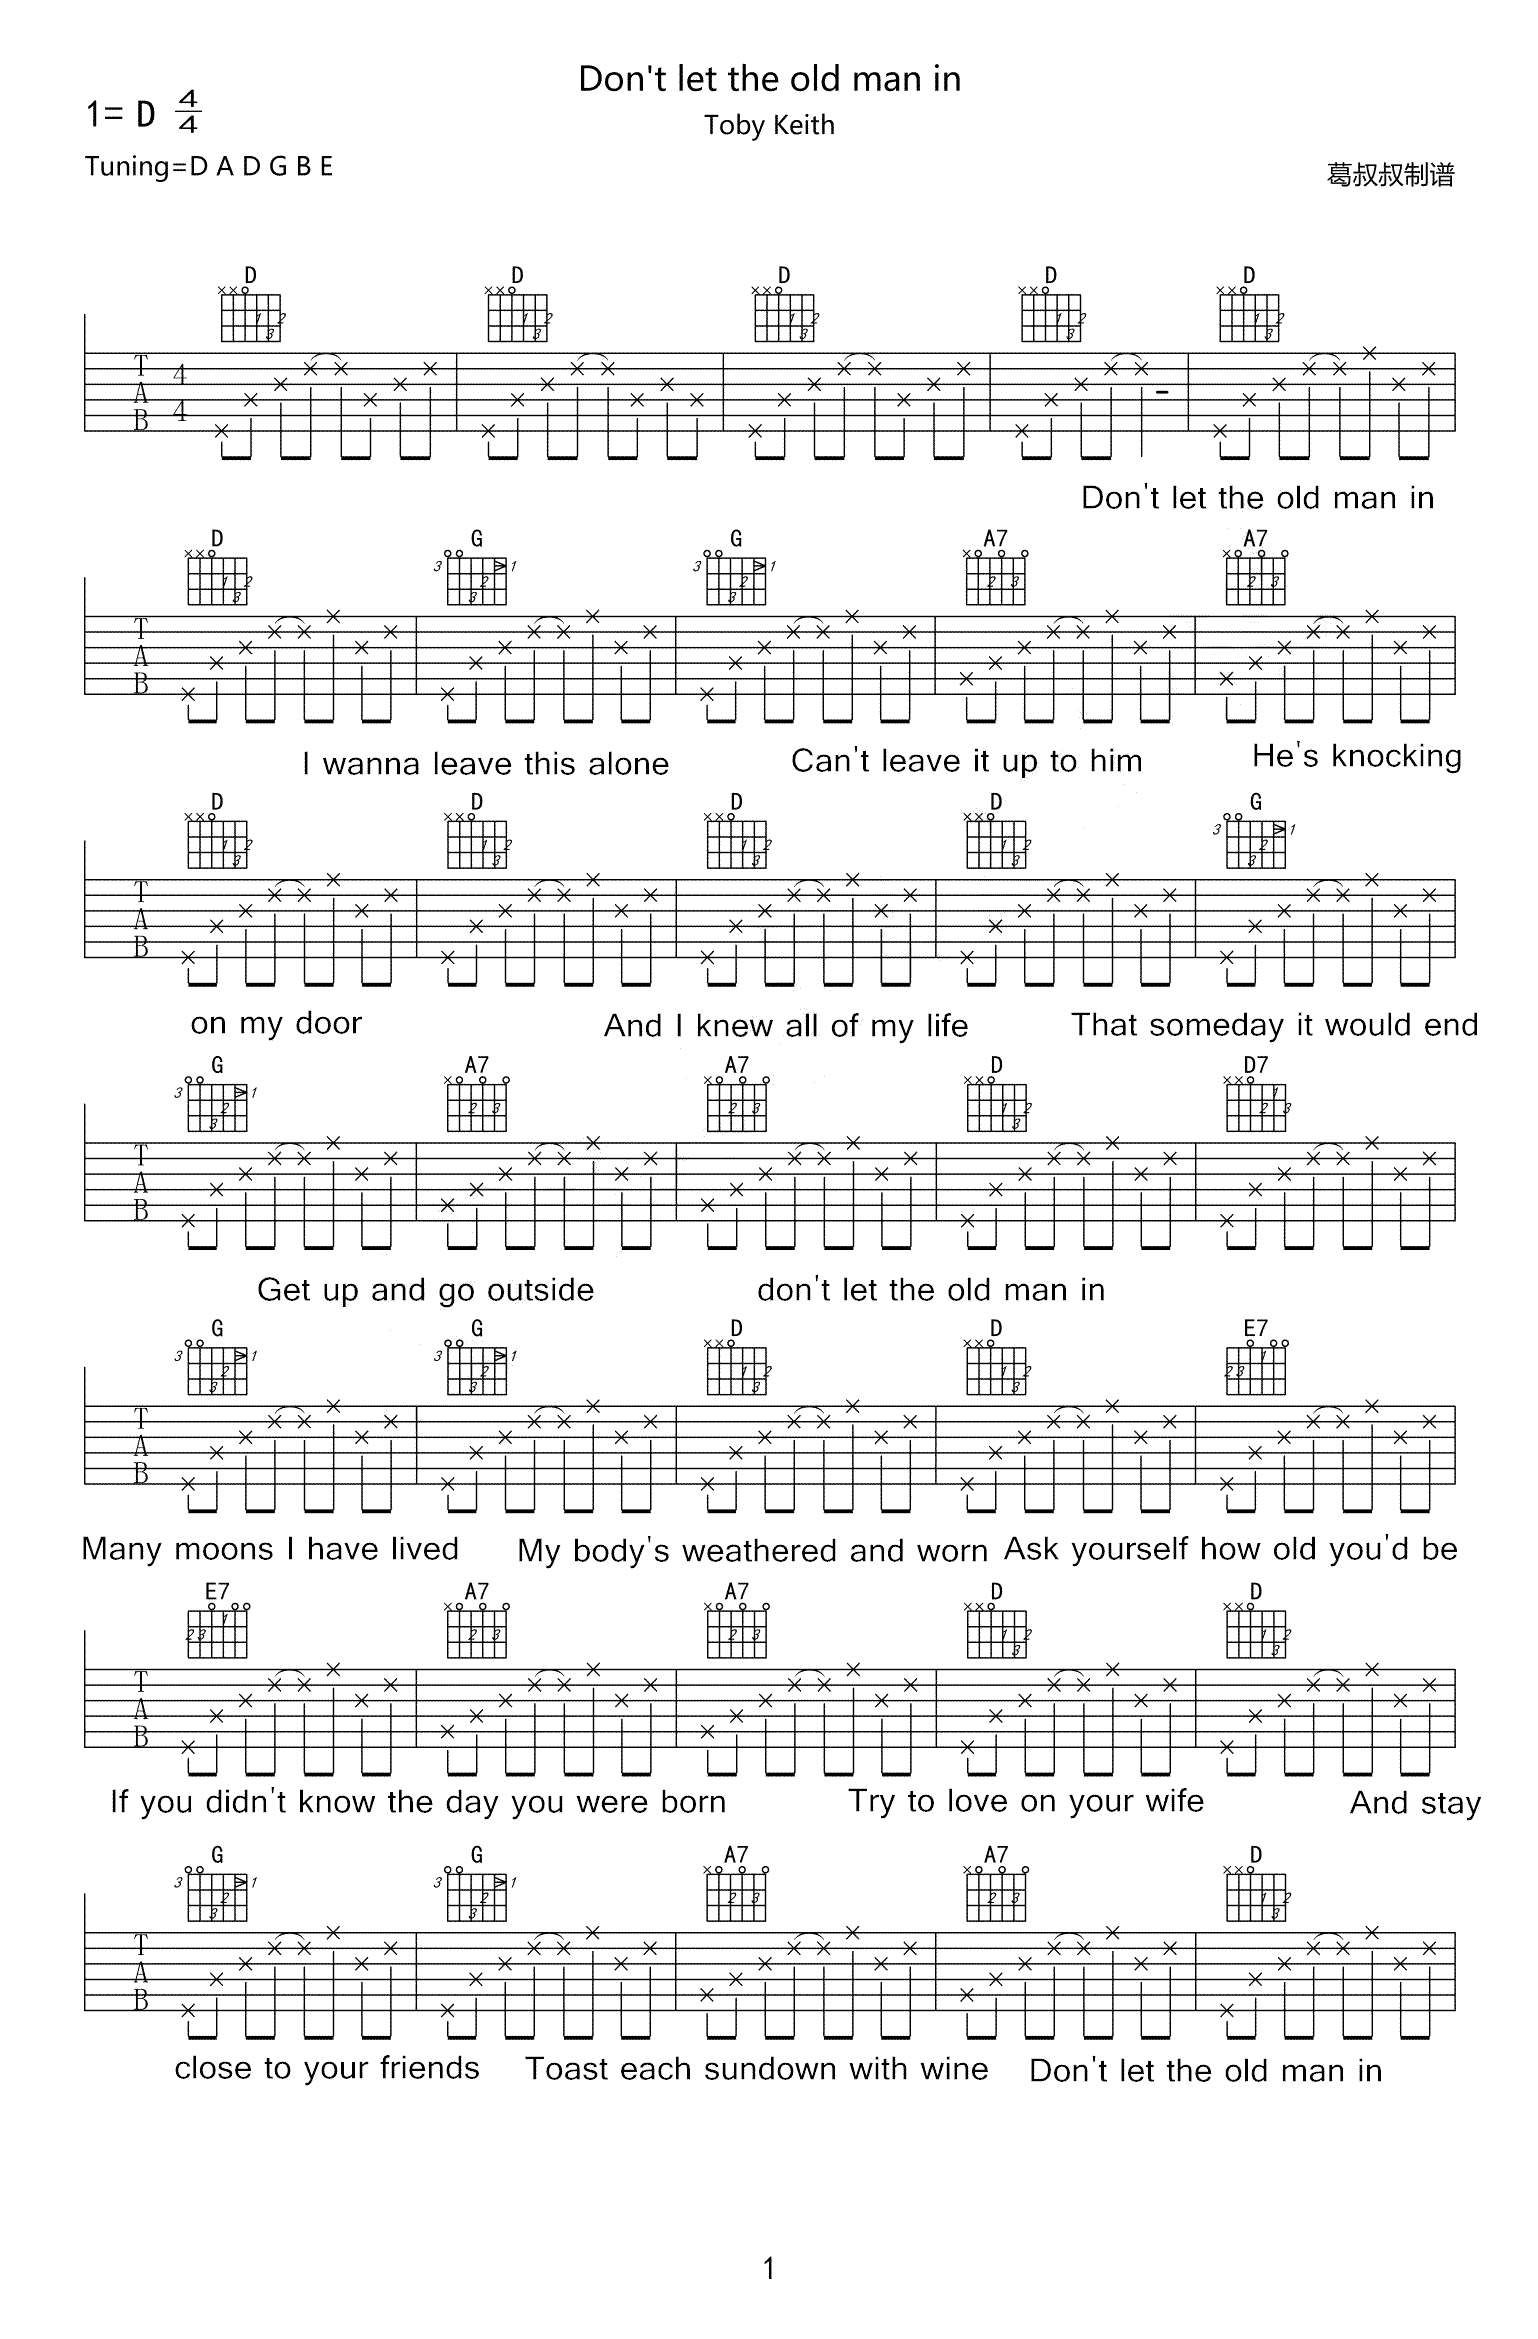 Don't let the old man in
Toby Keith
1= D 4/4
Tuning=D A D G B E
葛叔叔制谱
D D D D D
T A B 4 4
Don't let the old man in
D G G A7 A7
T A B
I wanna leave this alone Can't leave it up to him He's knocking
D D D D G
T A B
on my door And I knew all of my life That someday it would end
G A7 A7 D D7
T A B
Get up and go outside don't let the old man in
G G D D E7
T A B
Many moons I have lived My body's weathered and worn Ask yourself how old you'd be
E7 A7 A7 D D
T A B
If you didn't know the day you were born Try to love on your wife And stay
G G A7 A7 D
T A B
close to your friends Toast each sundown with wine Don't let the old man in
1